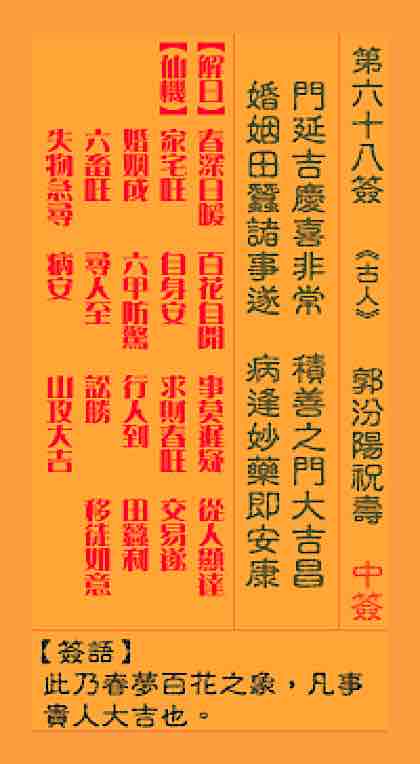 第六十八簽 《古人》 郭汾陽祝壽 中簽
門延吉慶喜非常 積善之門大吉昌
婚姻田蠶諸事遂 病逢妙藥即安康
【解曰】春深日暖 百花自開 事莫遲疑 從人顯達
【仙機】家宅旺 自身安 求財春旺 交易遂
婚姻成 六甲防驚 行人到 田蠶利
六畜旺 尋人至 訟勝 移徒如意
失物急尋 病安 山坟大吉
【簽語】
此乃春夢百花之象，凡事
貴人大吉也。